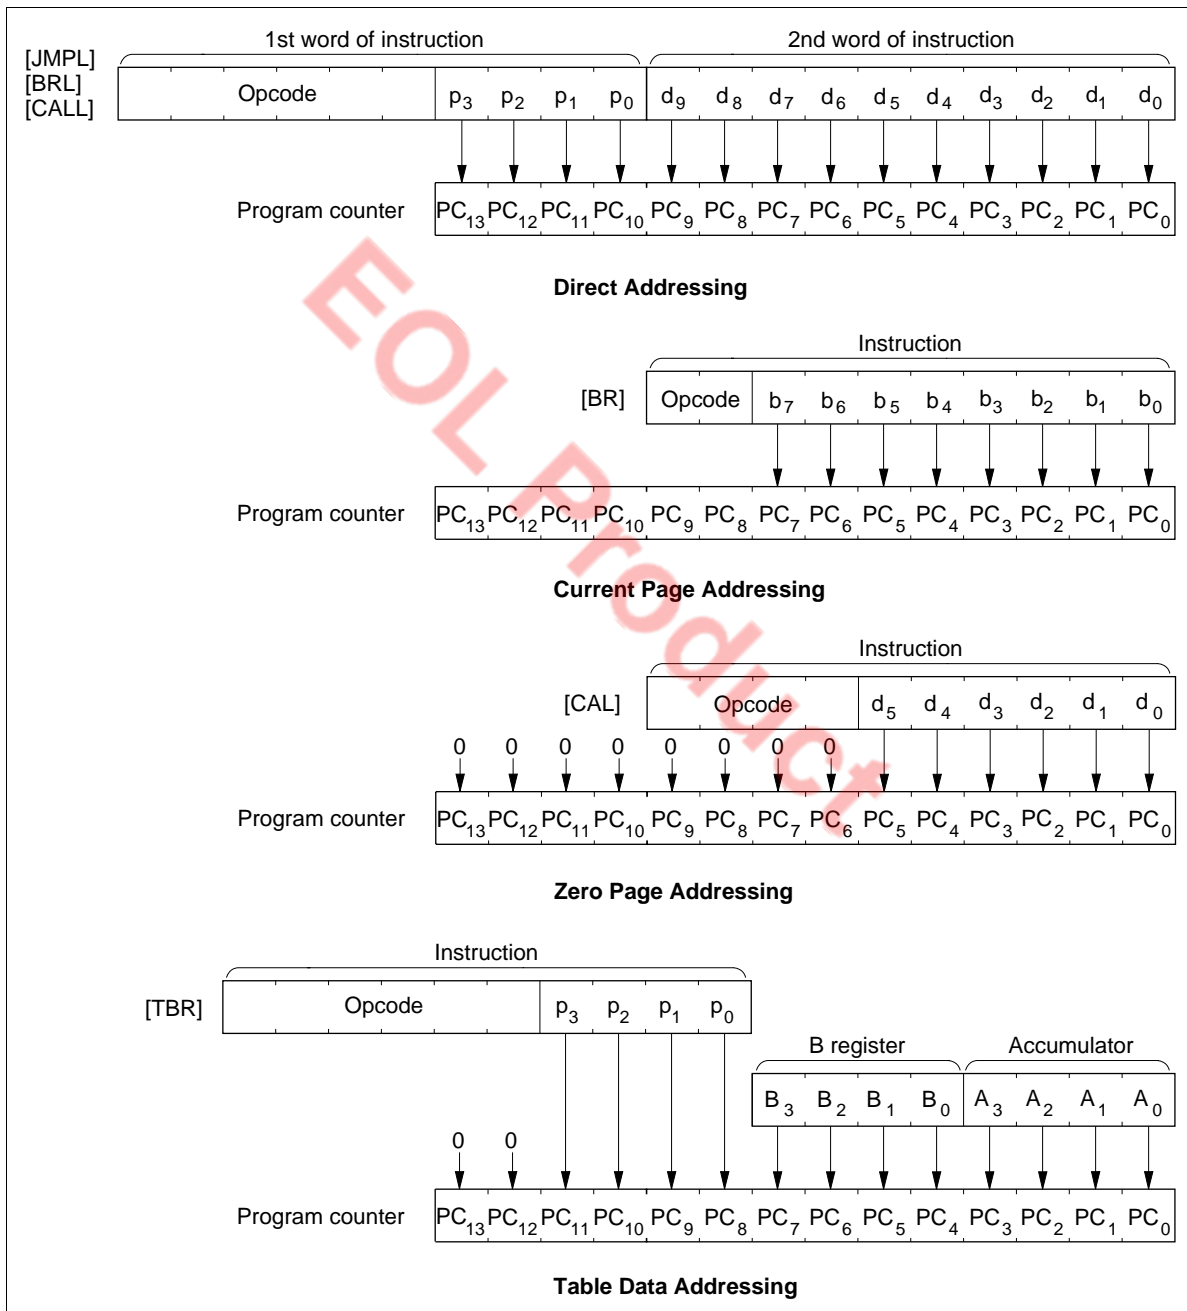 1st word of instruction 2nd word of instruction
[JMPL]
[BRL]
[CALL]
Opcode p3 p2 p1 p0 d9 d8 d7 d6 d5 d4 d3 d2 d1 d0
Program counter PC13 PC12 PC11 PC10 PC9 PC8 PC7 PC6 PC5 PC4 PC3 PC2 PC1 PC0
Direct Addressing
Instruction
[BR] Opcode b7 b6 b5 b4 b3 b2 b1 b0
Program counter PC13 PC12 PC11 PC10 PC9 PC8 PC7 PC6 PC5 PC4 PC3 PC2 PC1 PC0
Current Page Addressing
Instruction
[CAL] Opcode d5 d4 d3 d2 d1 d0
0 0 0 0 0 0 0 0
Program counter PC13 PC12 PC11 PC10 PC9 PC8 PC7 PC6 PC5 PC4 PC3 PC2 PC1 PC0
Zero Page Addressing
Instruction
[TBR] Opcode p3 p2 p1 p0
B register Accumulator
B3 B2 B1 B0 A3 A2 A1 A0
0 0
Program counter PC13 PC12 PC11 PC10 PC9 PC8 PC7 PC6 PC5 PC4 PC3 PC2 PC1 PC0
Table Data Addressing
EOL Product